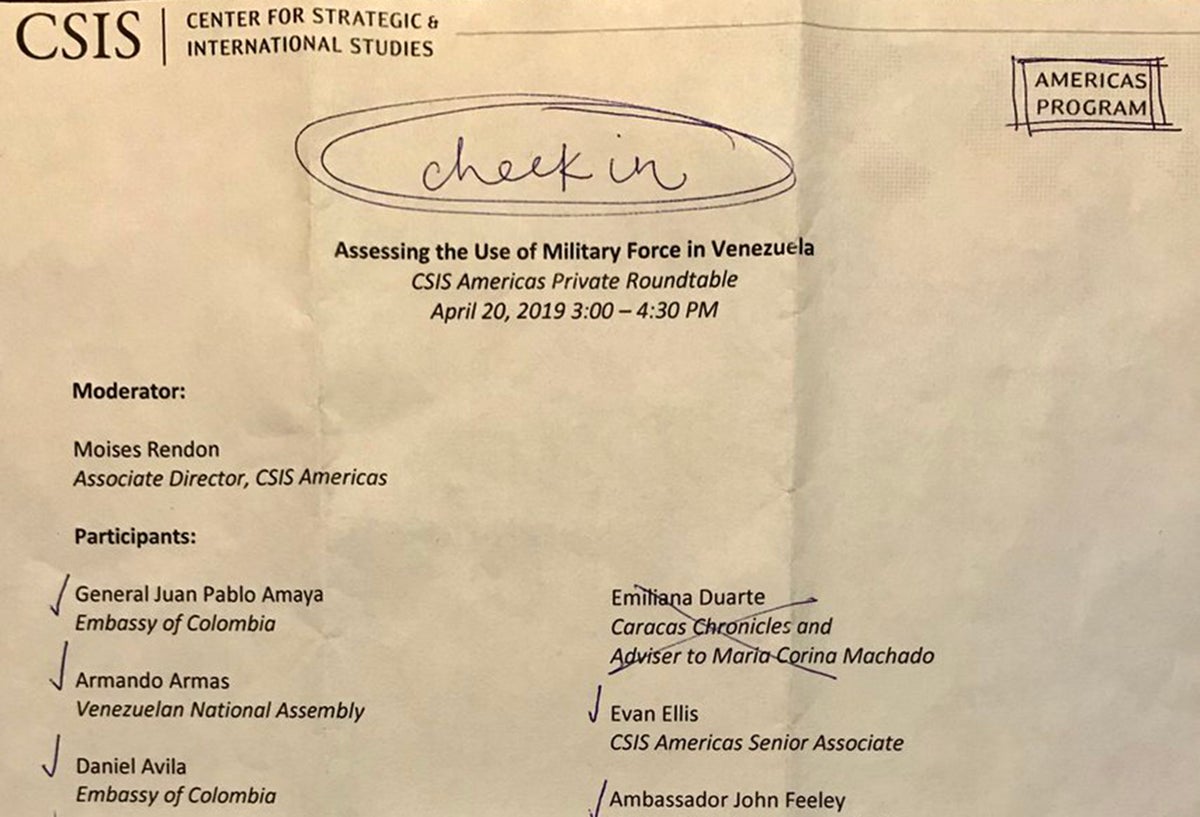 CSIS
CENTER FOR STRATEGIC &
INTERNATIONAL STUDIES
AMERICAS
PROGRAM
check in
Assessing the Use of Military Force in Venezuela
CSIS Americas Private Roundtable
April 20, 2019 3:00 – 4:30 PM
Moderator:
Moises Rendon
Associate Director, CSIS Americas
Participants:
General Juan Pablo Amaya
Embassy of Colombia
Armando Armas
Venezuelan National Assembly
Daniel Avila
Embassy of Colombia
Emiliana Duarte
Caracas Chronicles and
Adviser to Maria Corina Machado
Evan Ellis
CSIS Americas Senior Associate
Ambassador John Feeley